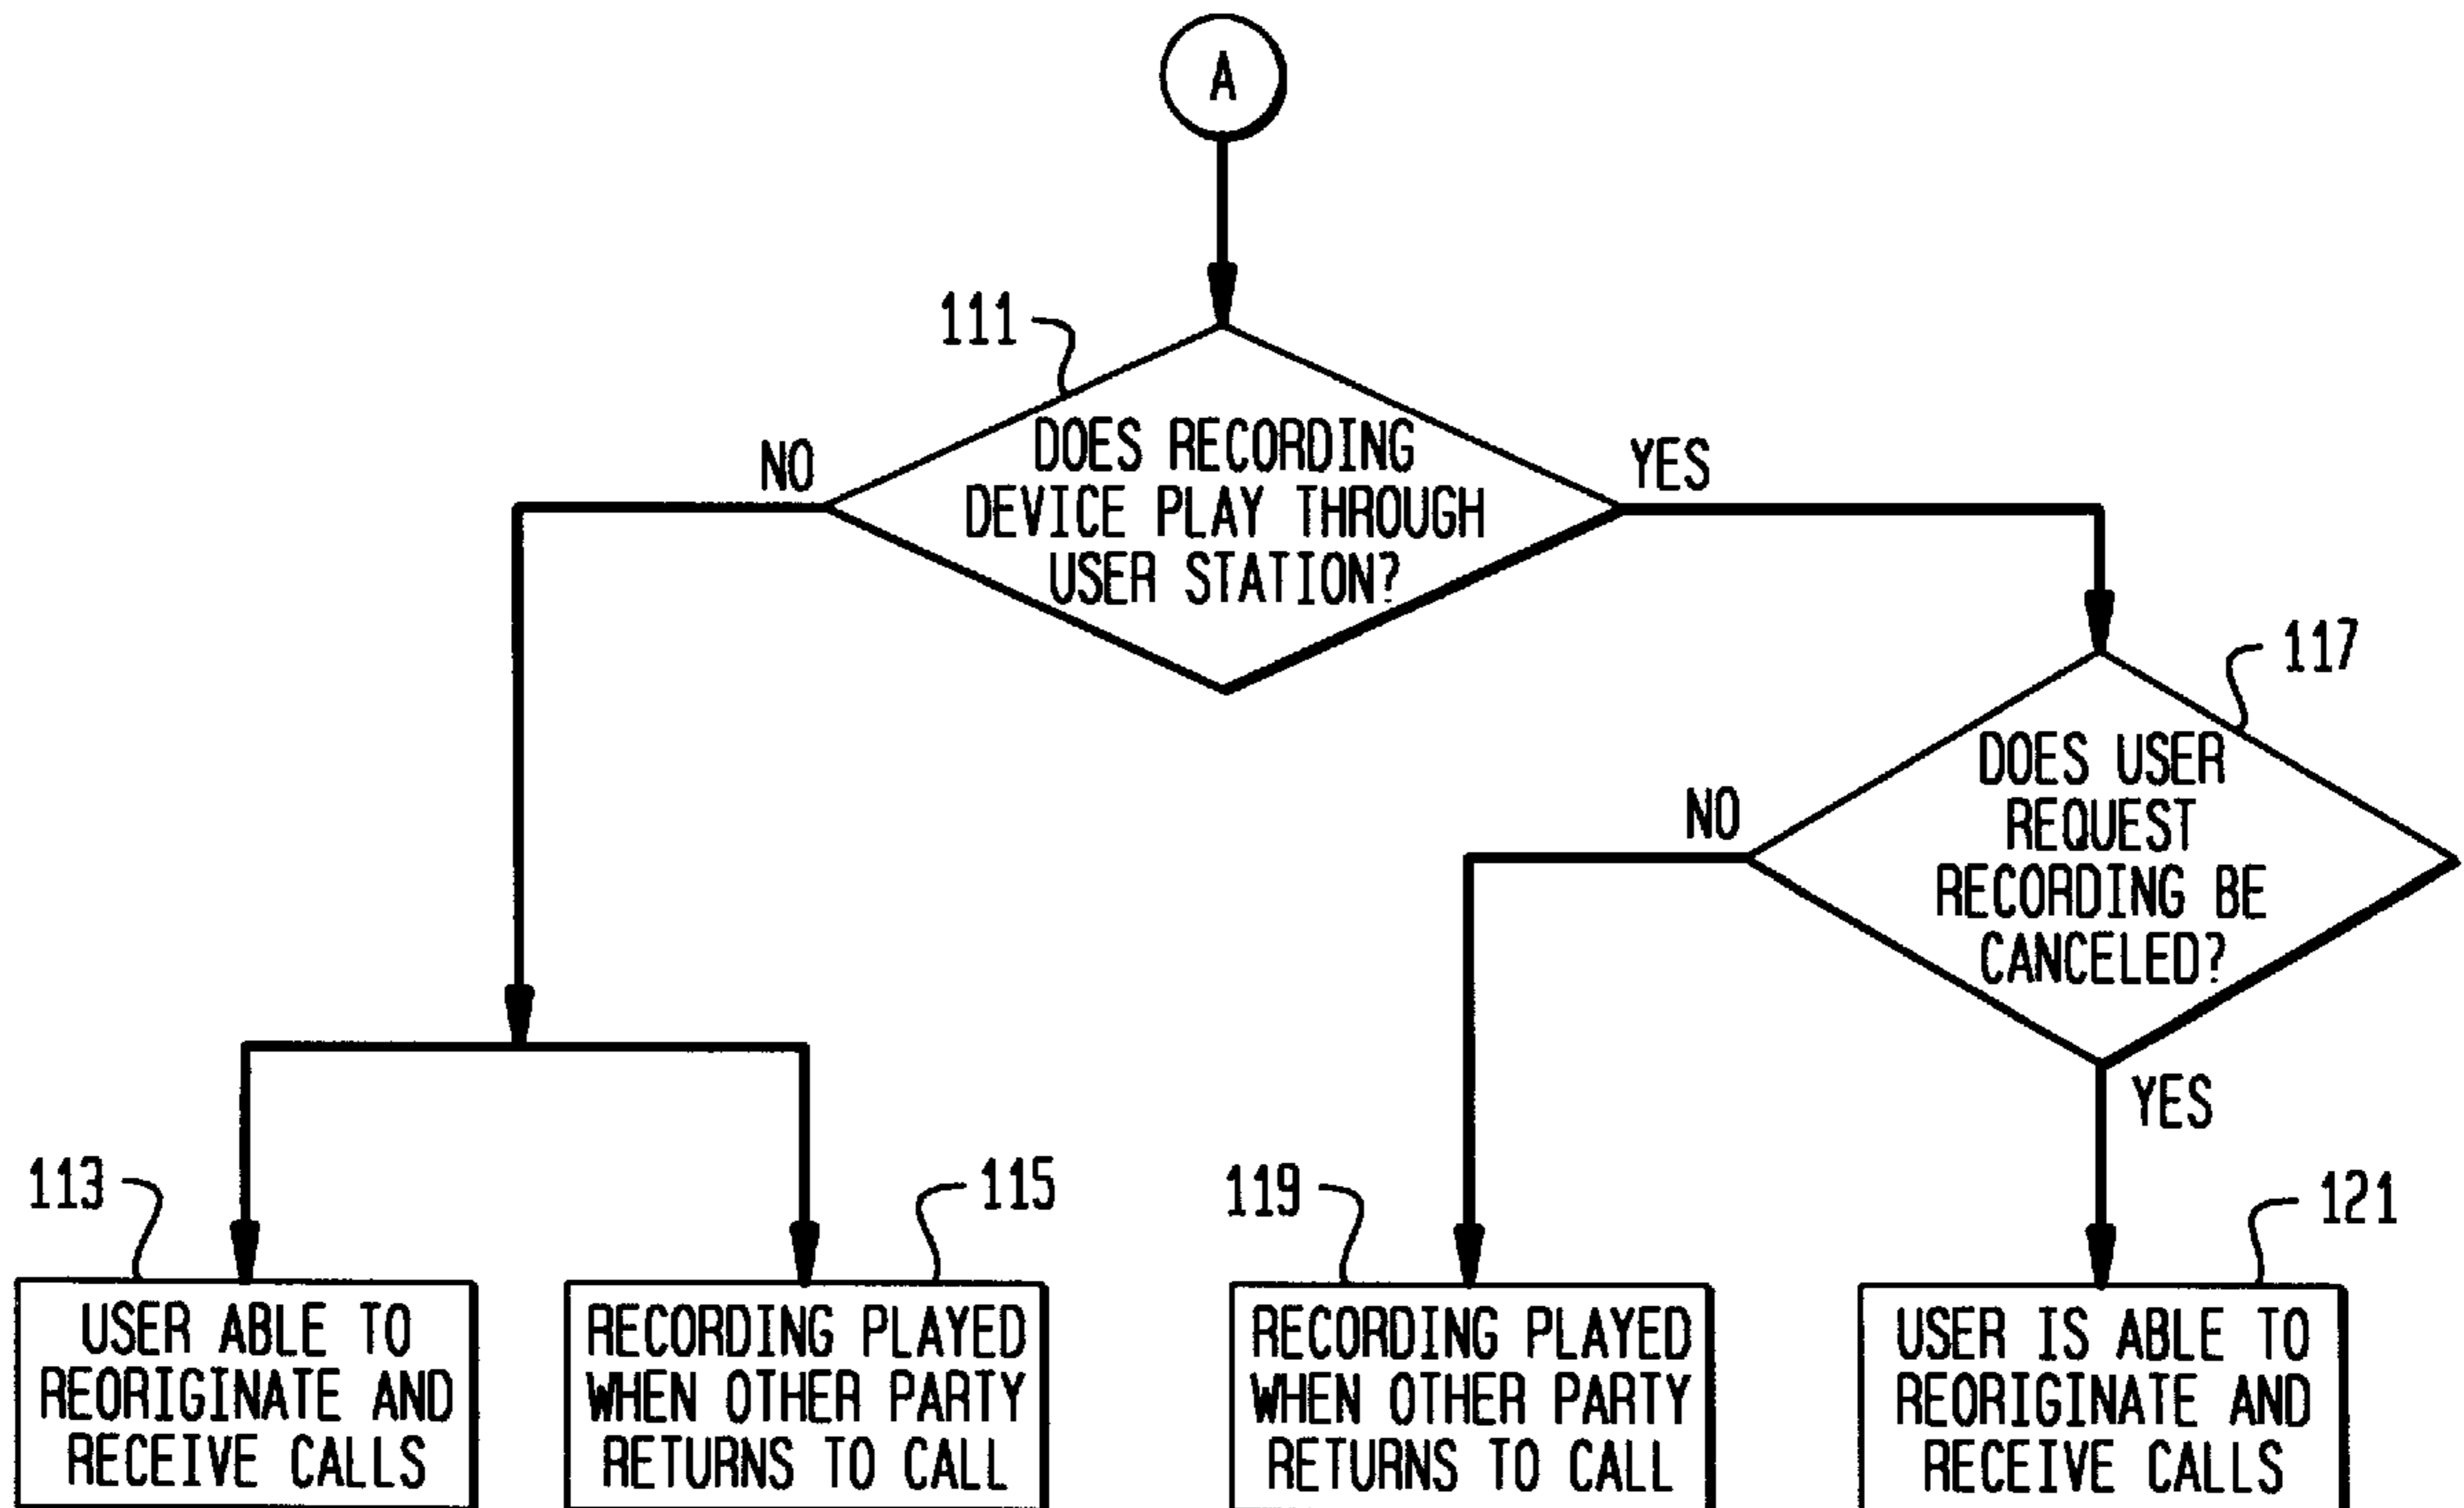 A
111
DOES RECORDING
DEVICE PLAY THROUGH
USER STATION?
NO
YES
117
DOES USER
REQUEST
RECORDING BE
CANCELED?
NO
YES
113
USER ABLE TO
REORIGINATE AND
RECEIVE CALLS
115
RECORDING PLAYED
WHEN OTHER PARTY
RETURNS TO CALL
119
RECORDING PLAYED
WHEN OTHER PARTY
RETURNS TO CALL
121
USER IS ABLE TO
REORIGINATE AND
RECEIVE CALLS